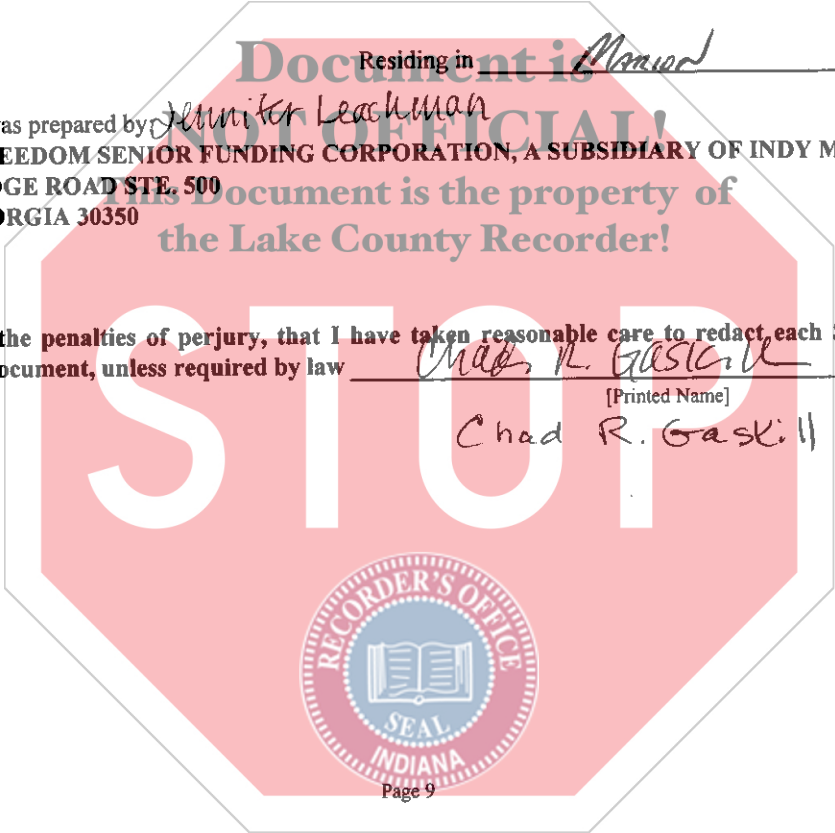 Document is
Residing in Marion
as prepared by Jennifer Leachman
NOT OFFICIAL!
EEDOM SENIOR FUNDING CORPORATION, A SUBSIDIARY OF INDY M
DGE ROAD STE. 500
This Document is the property of
ORGIA 30350
the Lake County Recorder!
STOP
the penalties of perjury, that I have taken reasonable care to redact each
ocument, unless required by law Chad R. Gaskill
[Printed Name]
Chad R. Gaskill
RECORDER'S OFFICE
SEAL
INDIANA
Page 9